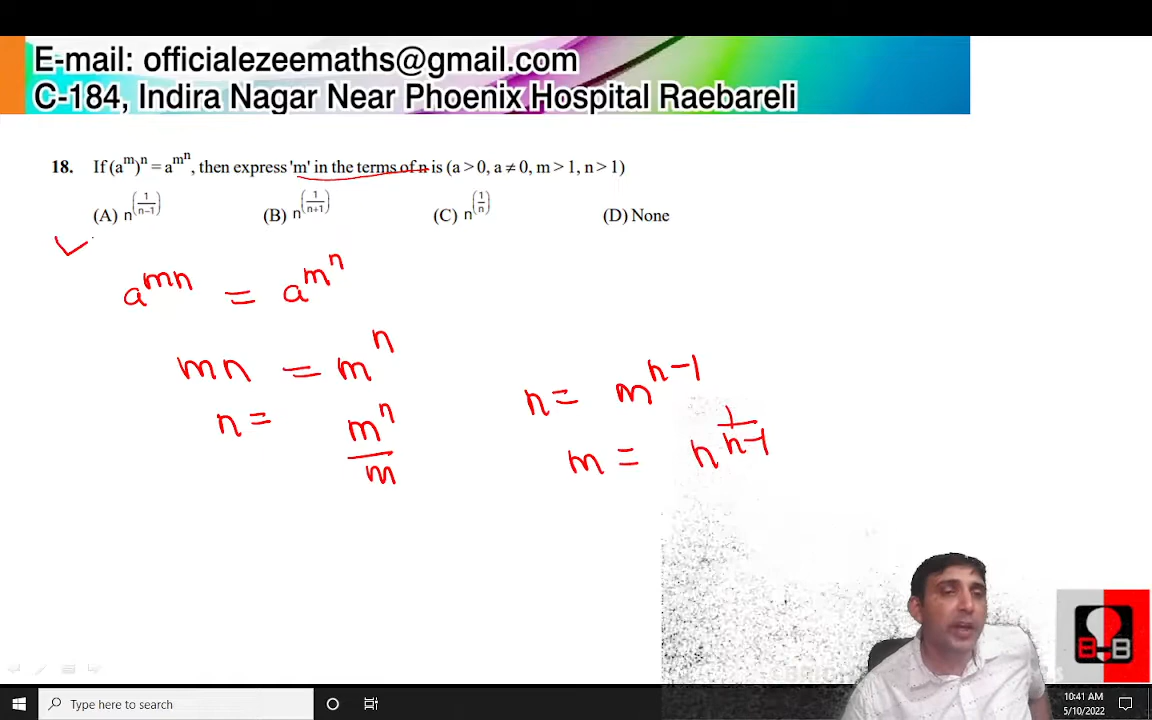 E-mail: officialezeemaths@gmail.com
C-184, Indira Nagar Near Phoenix Hospital Raebareli
18. If (a^m)^n = a^{m^n}, then express 'm' in the terms of n is (a > 0, a ≠ 0, m > 1, n > 1)
(A) n^(1/(n−1)) (B) n^(1/(n+1)) (C) n^(1/n) (D) None
a^{mn} = a^{m^n}
mn = m^n
n = m^n/m
n = m^{n-1}
m = n^{1/(n-1)}
B B
Type here to search
10:41 AM
5/10/2022